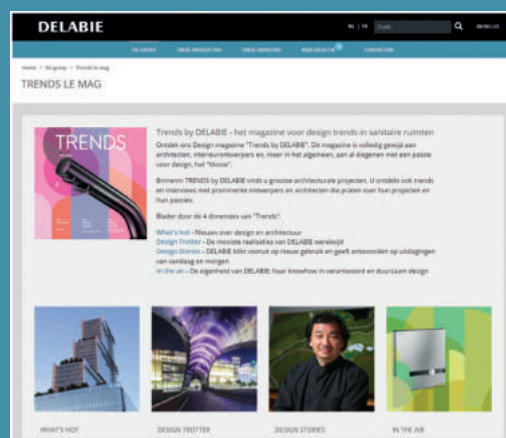 DELABIE
NL | FR Zoek BENELUX
DE GROEP ONZE PRODUCTEN ONZE DIENSTEN MIJN SELECTIE CONTACTEN
Home > De groep > Trends le mag
TRENDS LE MAG
TRENDS
Trends by DELABIE - het magazine voor design trends in sanitaire ruimten
Ontdek ons Design magazine "Trends by DELABIE". Dit magazine is volledig gewijd aan
architecten, interieurontwerpers en, meer in het algemeen, aan al diegenen met een passie
voor design, het "Mooie".
Binnenin TRENDS by DELABIE vindt u grootse architecturale projecten. U ontdekt ook trends
en interviews met prominente ontwerpers en architecten die praten over hun projecten en
hun passies.
Blader door de 4 dimensies van "Trends":
What's hot - Nieuws over design en architectuur
Design Trotter - De mooiste realisaties van DELABIE wereldwijd
Design Stories - DELABIE blikt vooruit op nieuw gebruik en geeft antwoorden op uitdagingen
van vandaag en morgen
In the air - De eigenheid van DELABIE: haar knowhow in verantwoord en duurzaam design
WHAT'S HOT
DESIGN TROTTER
DESIGN STORIES
IN THE AIR